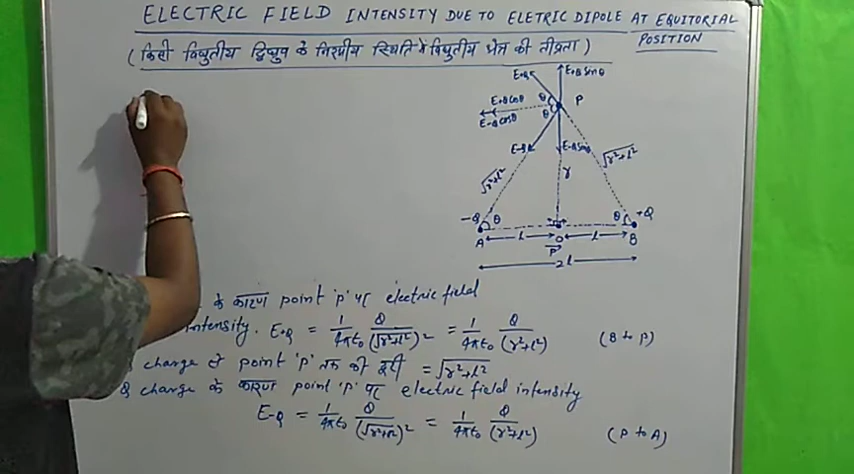 ELECTRIC FIELD INTENSITY DUE TO ELETRIC DIPOLE AT EQUITORIAL POSITION
(किसी विधुतीय द्विध्रुव के निरक्षीय स्थिति में विधुतीय क्षेत्र की तीव्रता)
E+Q
E+Q sinθ
E+Q cosθ
θ
P
E-Q cosθ
θ
E-Q
E-Q sinθ
√r²+l²
r
√r²+l²
-Q
θ
θ
+Q
A
l
O
l
B
P
2l
के कारण point 'P' पर electric field
intensity. E+Q = 1/4πε₀ Q/(√r²+l²)² = 1/4πε₀ Q/(r²+l²) (B to P)
charge से point 'P' तक की दूरी = √r²+l²
Q charge के कारण point 'P' पर electric field intensity
E-Q = 1/4πε₀ Q/(√r²+l²)² = 1/4πε₀ Q/(r²+l²) (P to A)